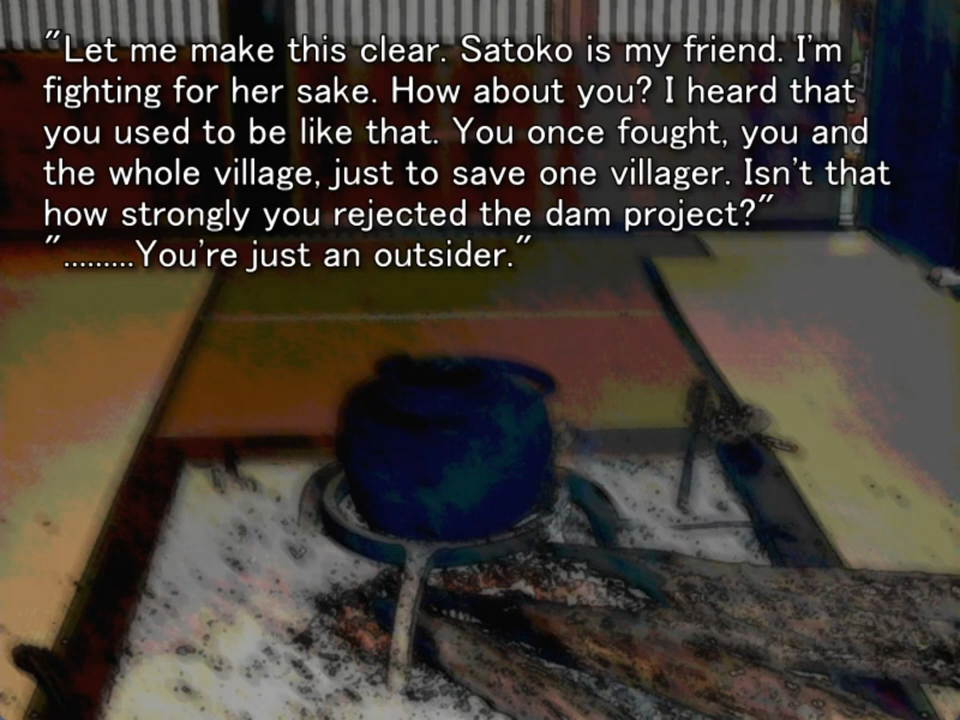 "Let me make this clear. Satoko is my friend. I'm
fighting for her sake. How about you? I heard that
you used to be like that. You once fought, you and
the whole village, just to save one villager. Isn't that
how strongly you rejected the dam project?"
".........You're just an outsider."